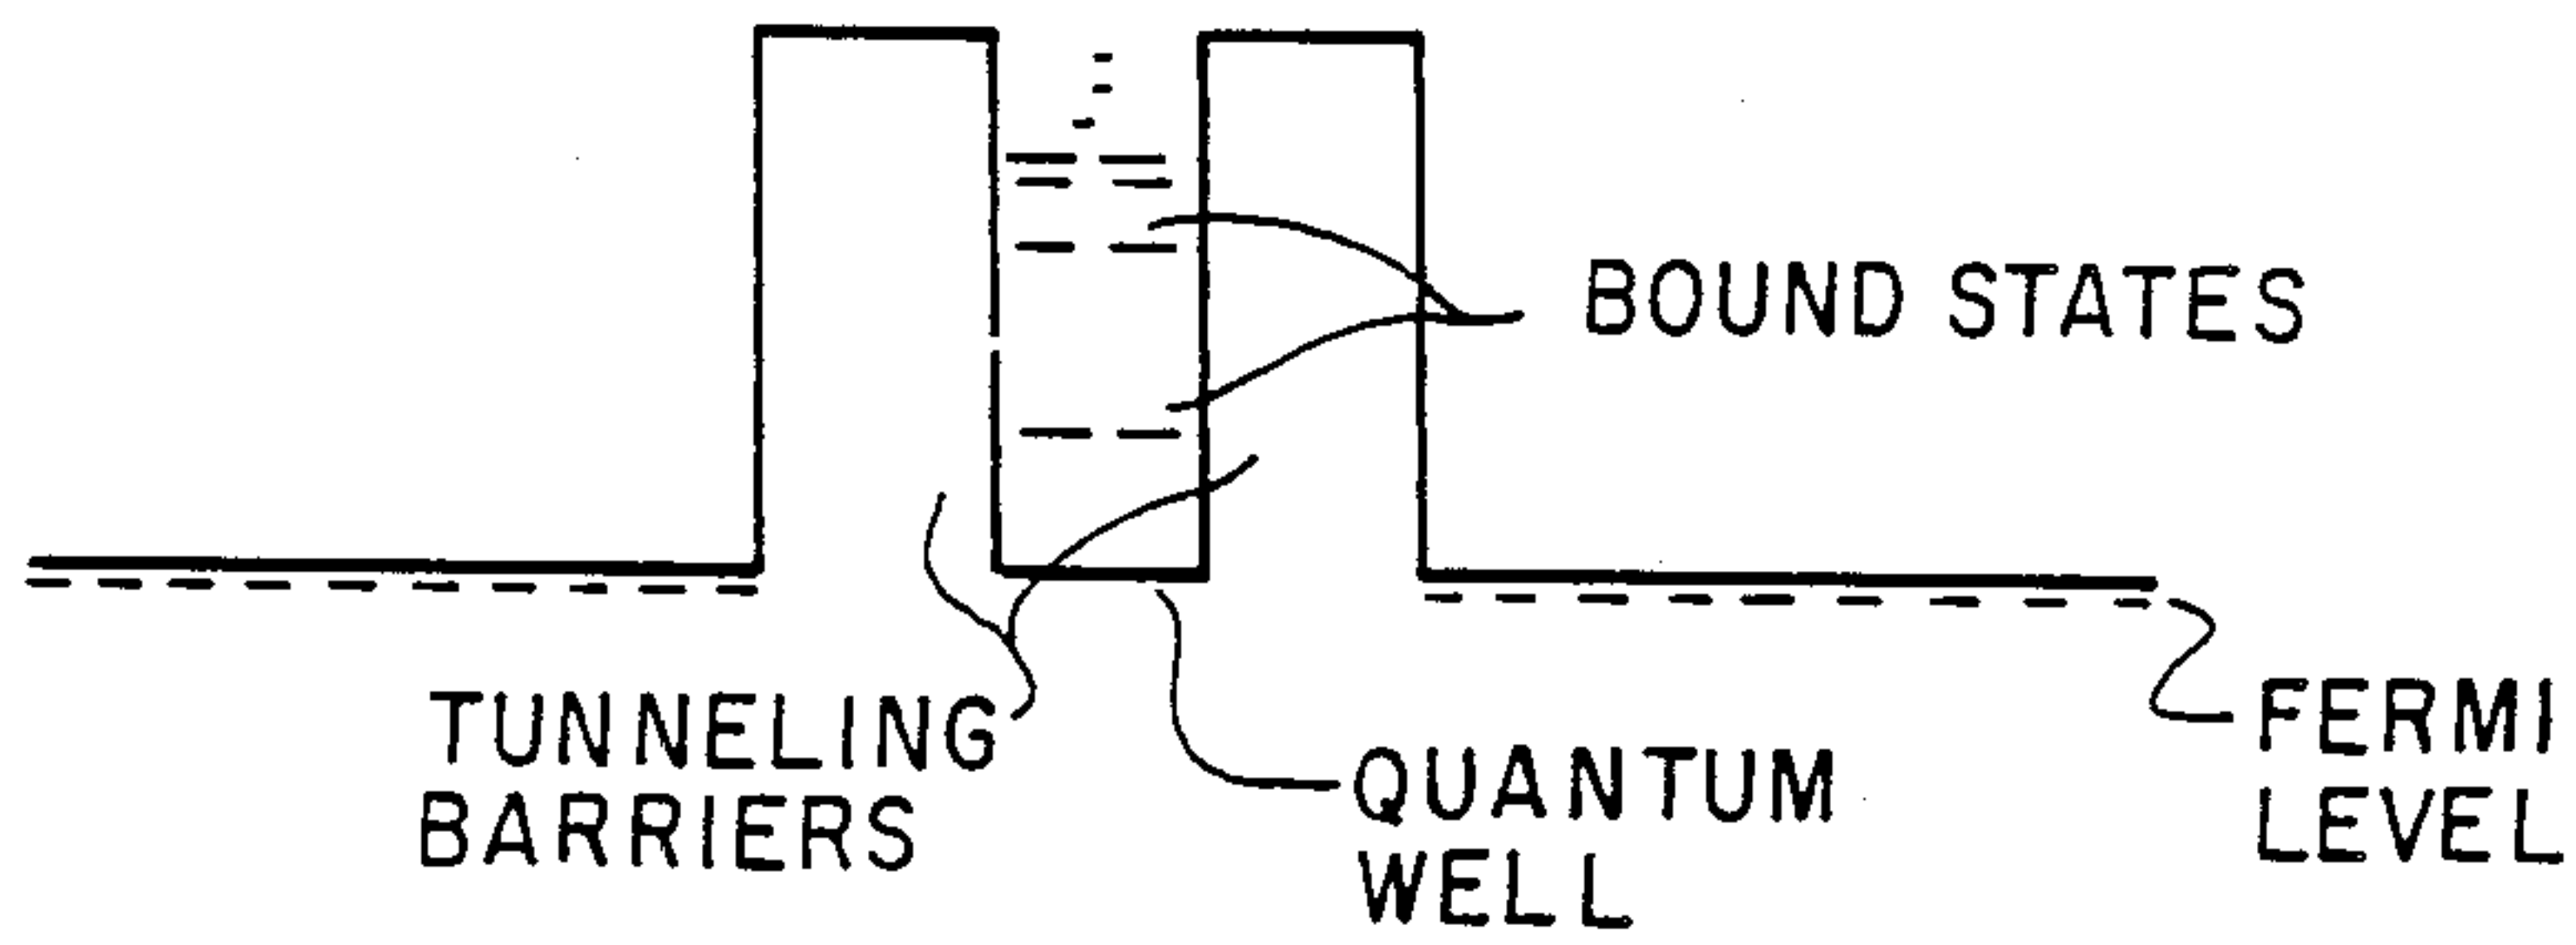 BOUND STATES
TUNNELING
BARRIERS
QUANTUM
WELL
FERMI
LEVEL